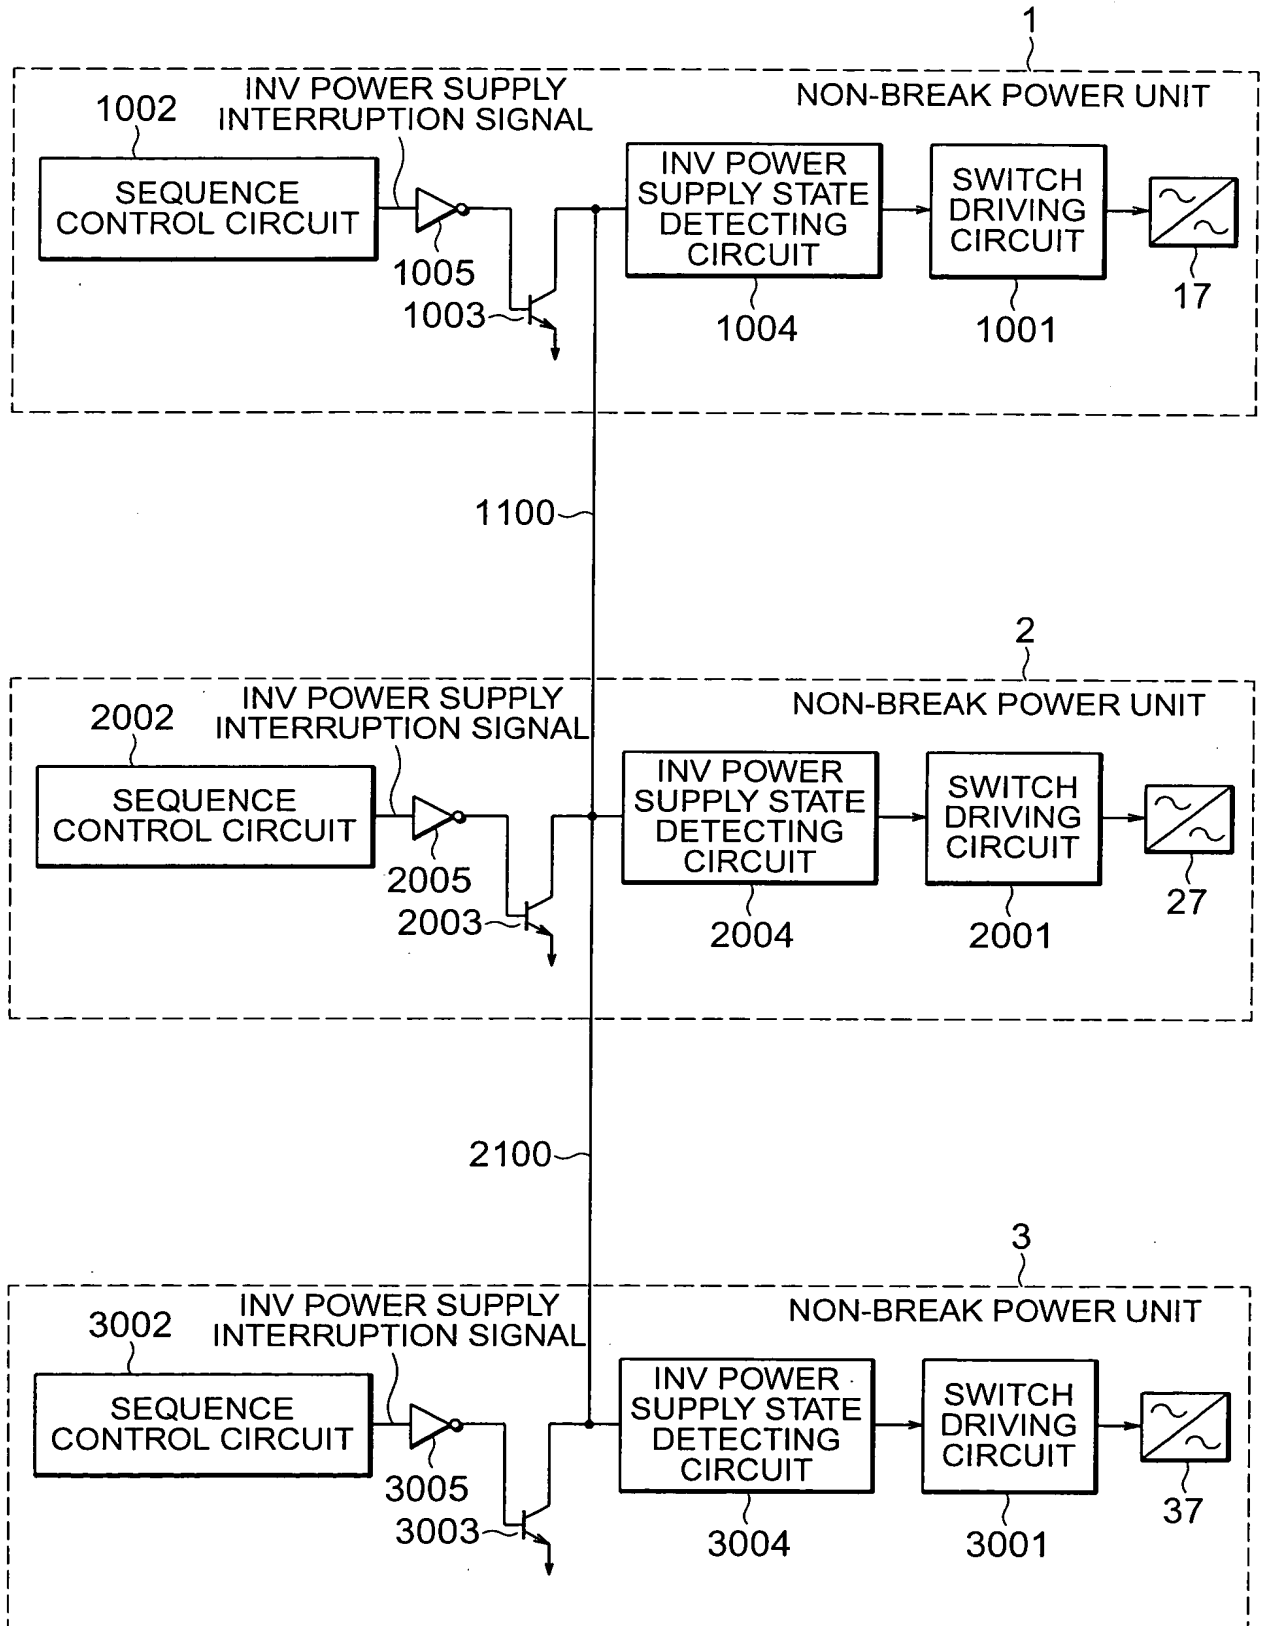 1
INV POWER SUPPLY
INTERRUPTION SIGNAL
NON-BREAK POWER UNIT
1002
SEQUENCE
CONTROL CIRCUIT
1005
1003
INV POWER
SUPPLY STATE
DETECTING
CIRCUIT
1004
SWITCH
DRIVING
CIRCUIT
1001
17
1100
2
INV POWER SUPPLY
INTERRUPTION SIGNAL
NON-BREAK POWER UNIT
2002
SEQUENCE
CONTROL CIRCUIT
2005
2003
INV POWER
SUPPLY STATE
DETECTING
CIRCUIT
2004
SWITCH
DRIVING
CIRCUIT
2001
27
2100
3
INV POWER SUPPLY
INTERRUPTION SIGNAL
NON-BREAK POWER UNIT
3002
SEQUENCE
CONTROL CIRCUIT
3005
3003
INV POWER
SUPPLY STATE
DETECTING
CIRCUIT
3004
SWITCH
DRIVING
CIRCUIT
3001
37